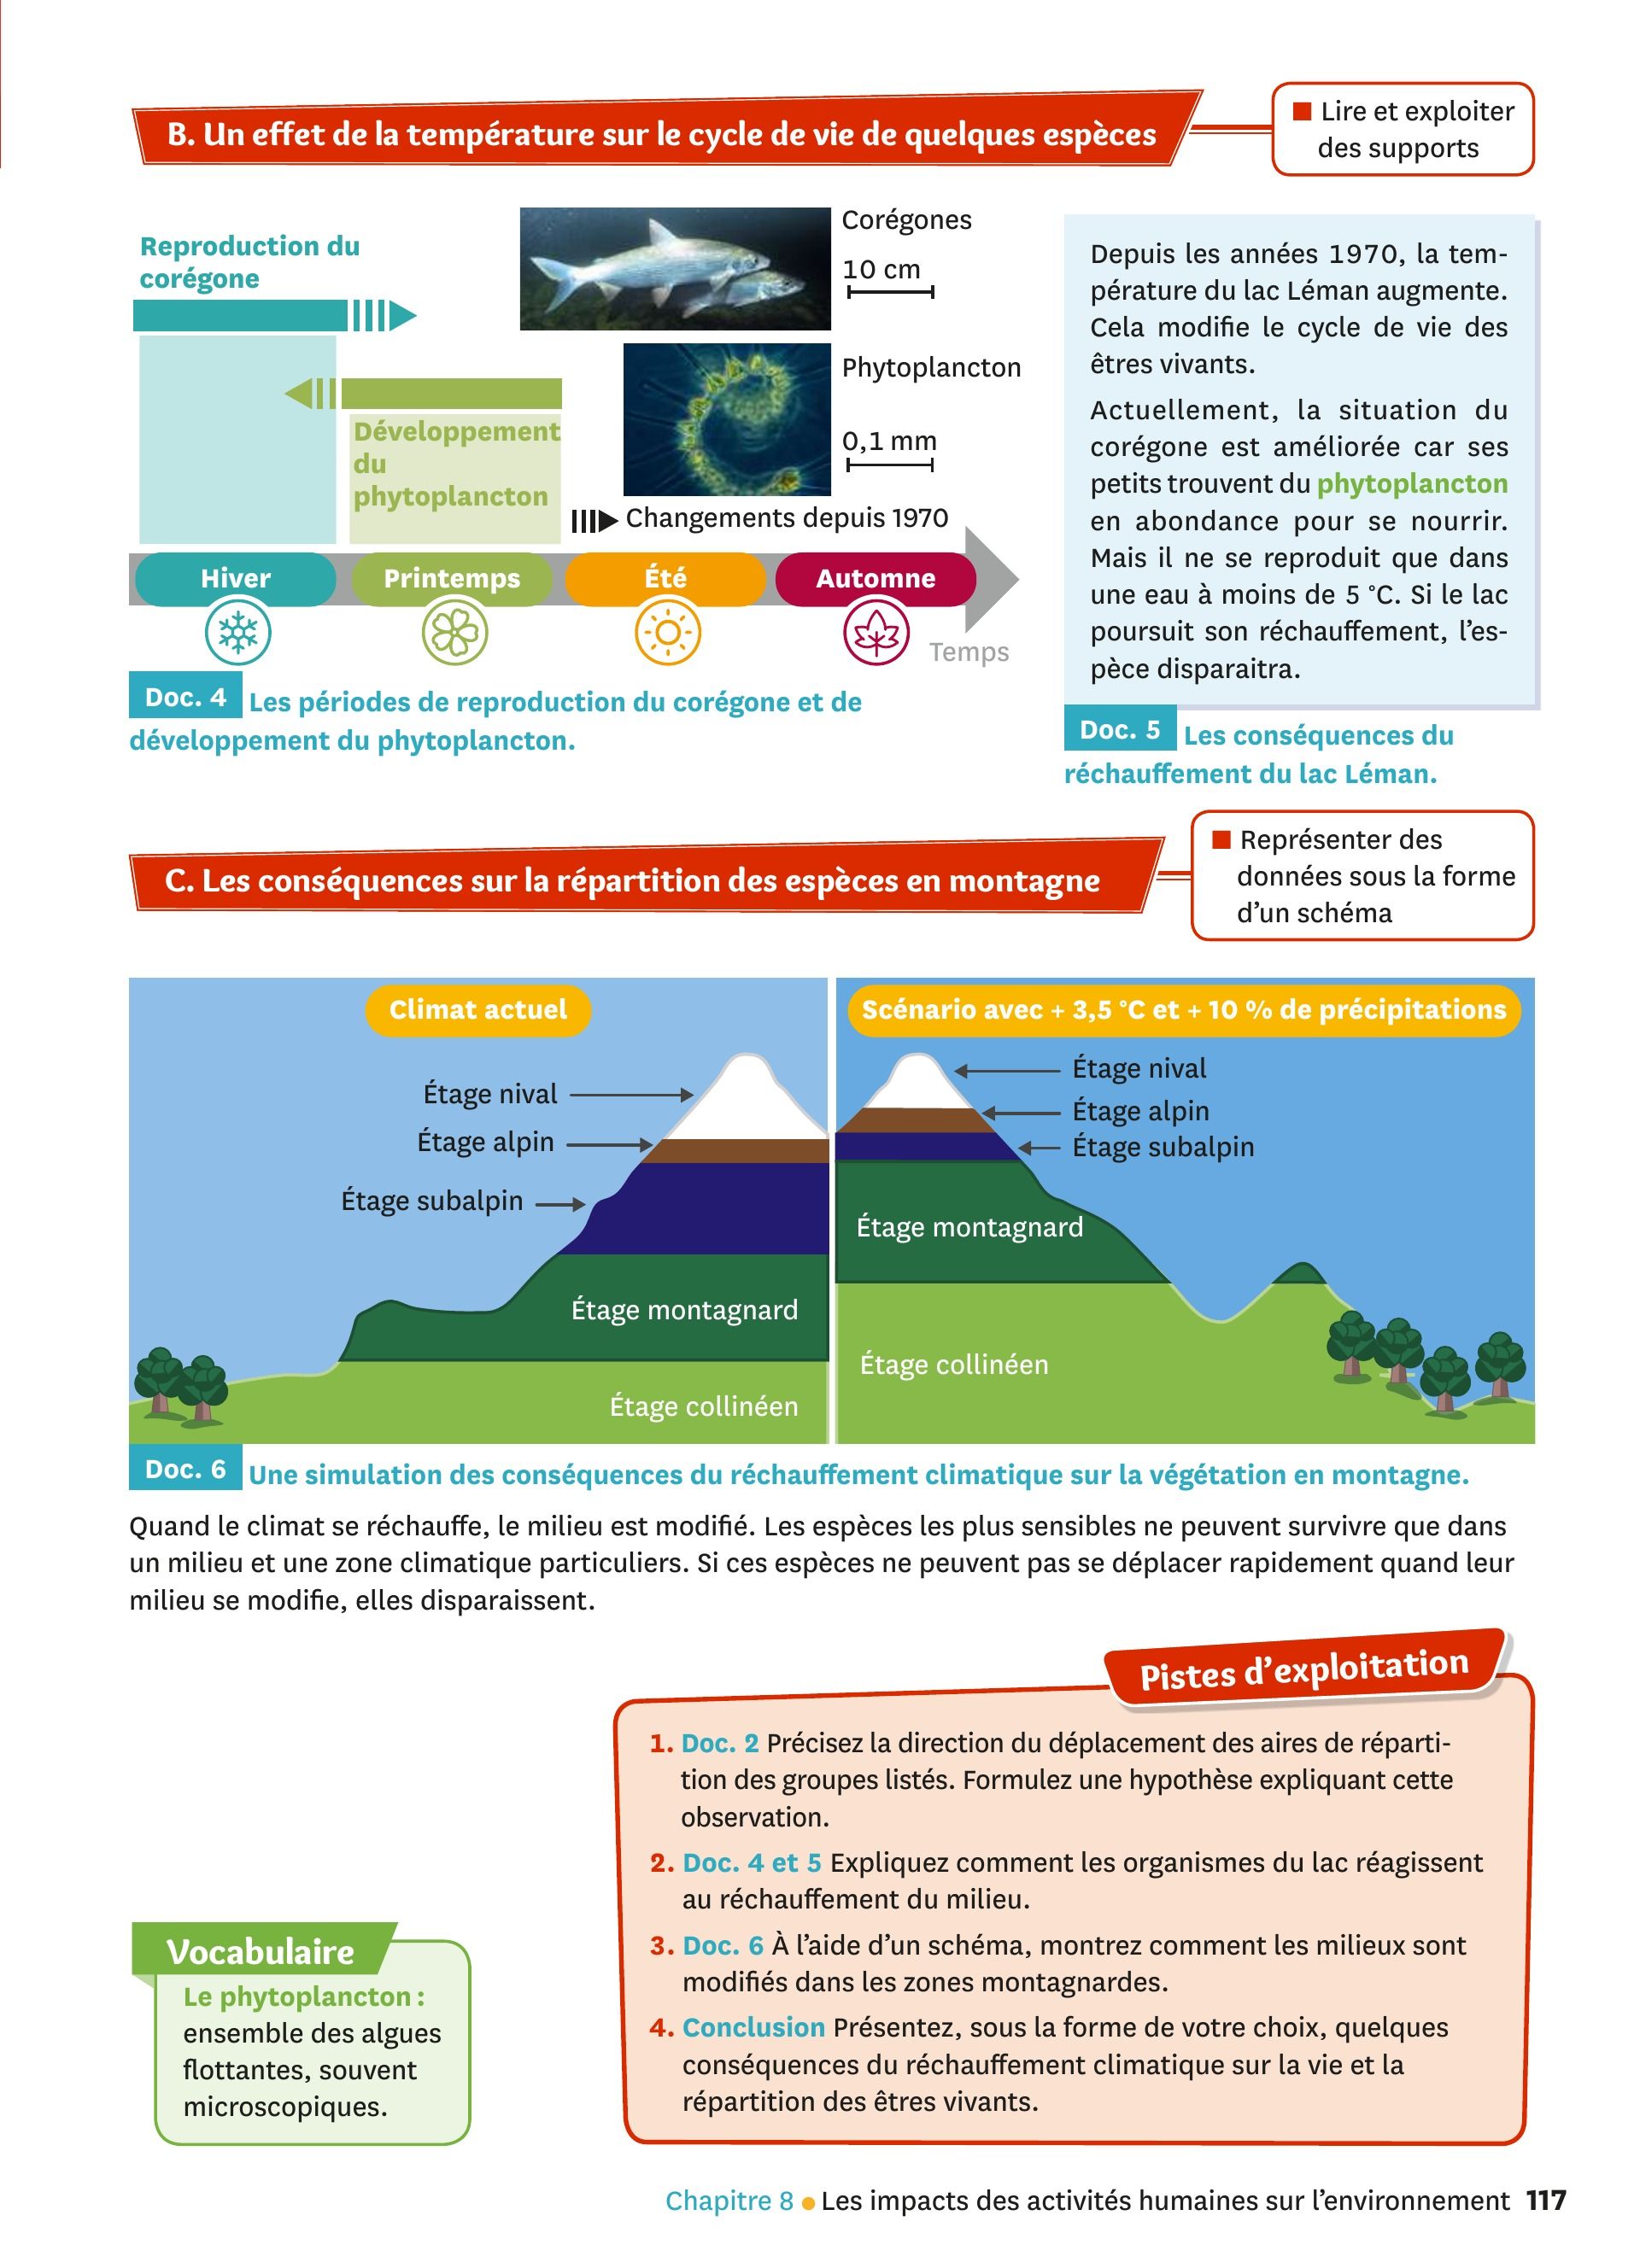 B. Un effet de la température sur le cycle de vie de quelques espèces
■ Lire et exploiter
des supports
Reproduction du
corégone
Corégones
10 cm
Phytoplancton
0,1 mm
Développement
du
phytoplancton
Changements depuis 1970
Hiver
Printemps
Été
Automne
Temps
Doc. 4 Les périodes de reproduction du corégone et de
développement du phytoplancton.
Depuis les années 1970, la tem-
pérature du lac Léman augmente.
Cela modifie le cycle de vie des
êtres vivants.
Actuellement, la situation du
corégone est améliorée car ses
petits trouvent du phytoplancton
en abondance pour se nourrir.
Mais il ne se reproduit que dans
une eau à moins de 5 °C. Si le lac
poursuit son réchauffement, l'es-
pèce disparaitra.
Doc. 5 Les conséquences du
réchauffement du lac Léman.
C. Les conséquences sur la répartition des espèces en montagne
■ Représenter des
données sous la forme
d'un schéma
Climat actuel
Étage nival
Étage alpin
Étage subalpin
Étage montagnard
Étage collinéen
Scénario avec + 3,5 °C et + 10 % de précipitations
Étage nival
Étage alpin
Étage subalpin
Étage montagnard
Étage collinéen
Doc. 6 Une simulation des conséquences du réchauffement climatique sur la végétation en montagne.
Quand le climat se réchauffe, le milieu est modifié. Les espèces les plus sensibles ne peuvent survivre que dans
un milieu et une zone climatique particuliers. Si ces espèces ne peuvent pas se déplacer rapidement quand leur
milieu se modifie, elles disparaissent.
Vocabulaire
Le phytoplancton :
ensemble des algues
flottantes, souvent
microscopiques.
Pistes d'exploitation
1. Doc. 2 Précisez la direction du déplacement des aires de réparti-
tion des groupes listés. Formulez une hypothèse expliquant cette
observation.
2. Doc. 4 et 5 Expliquez comment les organismes du lac réagissent
au réchauffement du milieu.
3. Doc. 6 À l'aide d'un schéma, montrez comment les milieux sont
modifiés dans les zones montagnardes.
4. Conclusion Présentez, sous la forme de votre choix, quelques
conséquences du réchauffement climatique sur la vie et la
répartition des êtres vivants.
Chapitre 8 ● Les impacts des activités humaines sur l'environnement 117